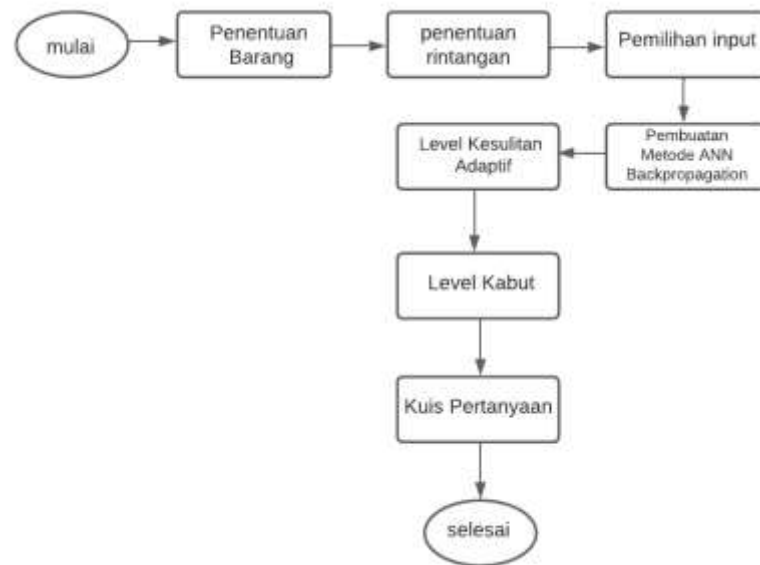 mulai
Penentuan
Barang
penentuan
rintangan
Pemilihan input
Pembuatan
Metode ANN
Backpropagation
Level Kesulitan
Adaptif
Level Kabut
Kuis Pertanyaan
selesai